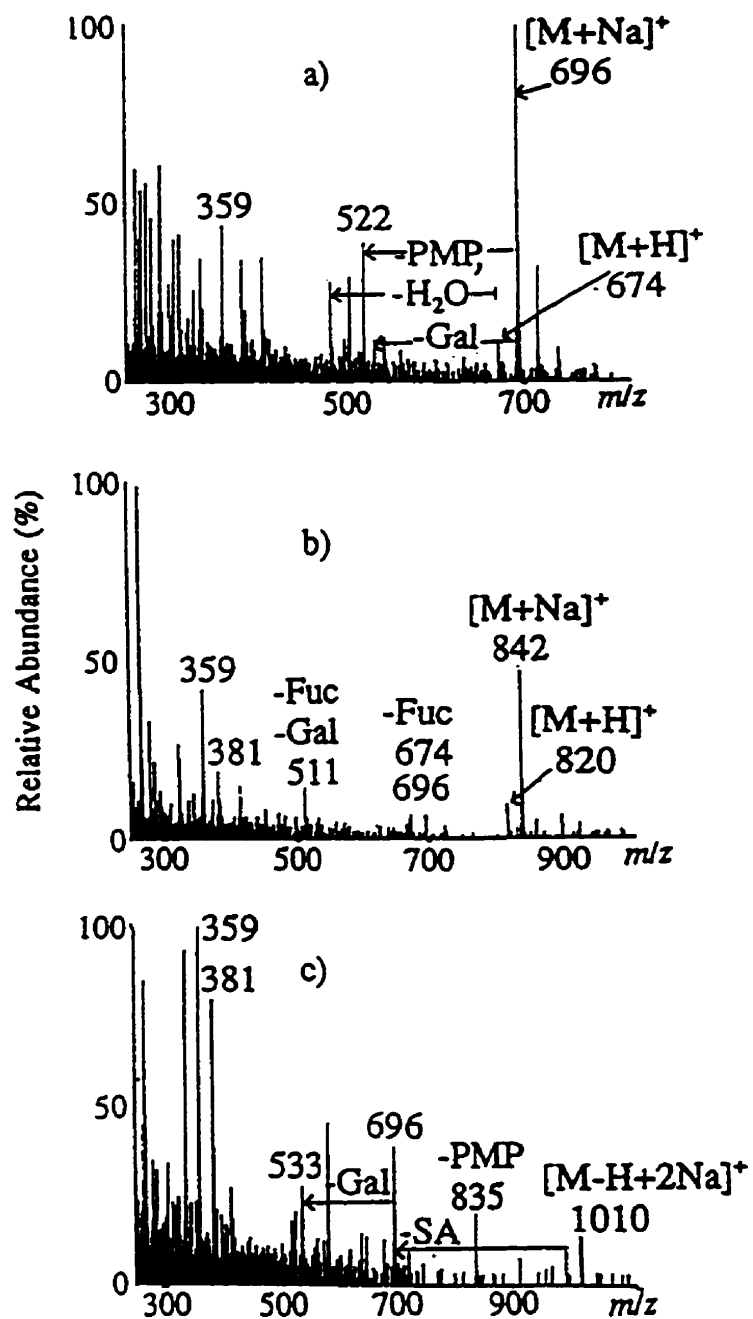 Relative Abundance (%)
100
a)
[M+Na]⁺
696
50
359
522
-PMP,
[M+H]⁺
674
-H₂O
-Gal
0
300
500
700
m/z
100
b)
[M+Na]⁺
842
50
359
-Fuc
-Gal
511
-Fuc
674
696
[M+H]⁺
820
381
0
300
500
700
900
m/z
100
359
381
c)
50
696
533
-Gal
-PMP
835
[M-H+2Na]⁺
1010
-SA
0
300
500
700
900
m/z